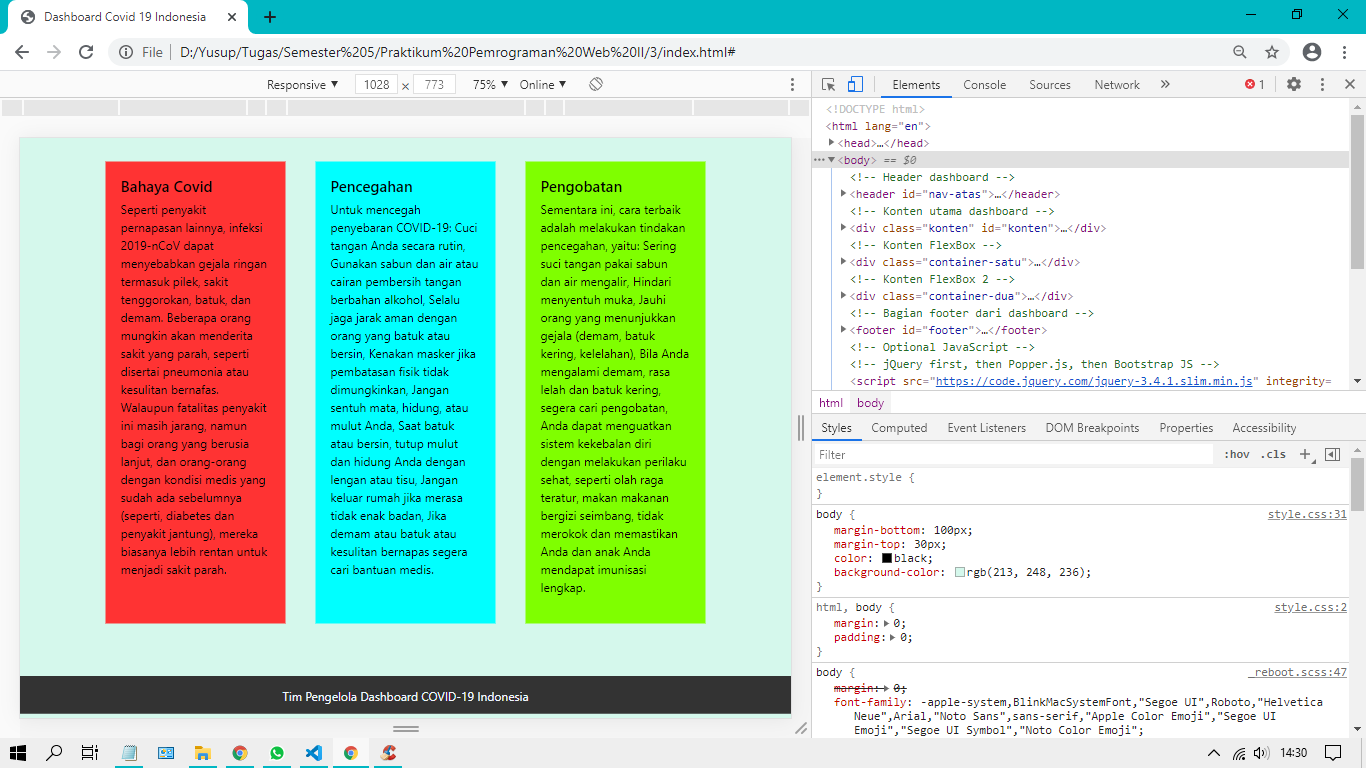 Dashboard Covid 19 Indonesia
File
D:/Yusup/Tugas/Semester%205/Praktikum%20Pemrograman%20Web%20II/3/index.html#
Responsive 1028 × 773 75% Online
Bahaya Covid
Seperti penyakit
pernapasan lainnya, infeksi
2019-nCoV dapat
menyebabkan gejala ringan
termasuk pilek, sakit
tenggorokan, batuk, dan
demam. Beberapa orang
mungkin akan menderita
sakit yang parah, seperti
disertai pneumonia atau
kesulitan bernafas.
Walaupun fatalitas penyakit
ini masih jarang, namun
bagi orang yang berusia
lanjut, dan orang-orang
dengan kondisi medis yang
sudah ada sebelumnya
(seperti, diabetes dan
penyakit jantung), mereka
biasanya lebih rentan untuk
menjadi sakit parah.
Pencegahan
Untuk mencegah
penyebaran COVID-19: Cuci
tangan Anda secara rutin,
Gunakan sabun dan air atau
cairan pembersih tangan
berbahan alkohol, Selalu
jaga jarak aman dengan
orang yang batuk atau
bersin, Kenakan masker jika
pembatasan fisik tidak
dimungkinkan, Jangan
sentuh mata, hidung, atau
mulut Anda, Saat batuk
atau bersin, tutup mulut
dan hidung Anda dengan
lengan atau tisu, Jangan
keluar rumah jika merasa
tidak enak badan, Jika
demam atau batuk atau
kesulitan bernapas segera
cari bantuan medis.
Pengobatan
Sementara ini, cara terbaik
adalah melakukan tindakan
pencegahan, yaitu: Sering
suci tangan pakai sabun
dan air mengalir, Hindari
menyentuh muka, Jauhi
orang yang menunjukkan
gejala (demam, batuk
kering, kelelahan), Bila Anda
mengalami demam, rasa
lelah dan batuk kering,
segera cari pengobatan,
Anda dapat menguatkan
sistem kekebalan diri
dengan melakukan perilaku
sehat, seperti olah raga
teratur, makan makanan
bergizi seimbang, tidak
merokok dan memastikan
Anda dan anak Anda
mendapat imunisasi
lengkap.
Tim Pengelola Dashboard COVID-19 Indonesia
Elements Console Sources Network » 1
<!DOCTYPE html>
<html lang="en">
<head>…</head>
<body> == $0
<!-- Header dashboard -->
<header id="nav-atas">…</header>
<!-- Konten utama dashboard -->
<div class="konten" id="konten">…</div>
<!-- Konten FlexBox -->
<div class="container-satu">…</div>
<!-- Konten FlexBox 2 -->
<div class="container-dua">…</div>
<!-- Bagian footer dari dashboard -->
<footer id="footer">…</footer>
<!-- Optional JavaScript -->
<!-- jQuery first, then Popper.js, then Bootstrap JS -->
<script src="https://code.jquery.com/jquery-3.4.1.slim.min.js" integrity=
html body
Styles Computed Event Listeners DOM Breakpoints Properties Accessibility
Filter :hov .cls +
element.style {
}
body { style.css:31
margin-bottom: 100px;
margin-top: 30px;
color: black;
background-color: rgb(213, 248, 236);
}
html, body { style.css:2
margin: 0;
padding: 0;
}
body { _reboot.scss:47
margin: 0;
font-family: -apple-system,BlinkMacSystemFont,"Segoe UI",Roboto,"Helvetica
Neue",Arial,"Noto Sans",sans-serif,"Apple Color Emoji","Segoe UI
Emoji","Segoe UI Symbol","Noto Color Emoji";
14:30